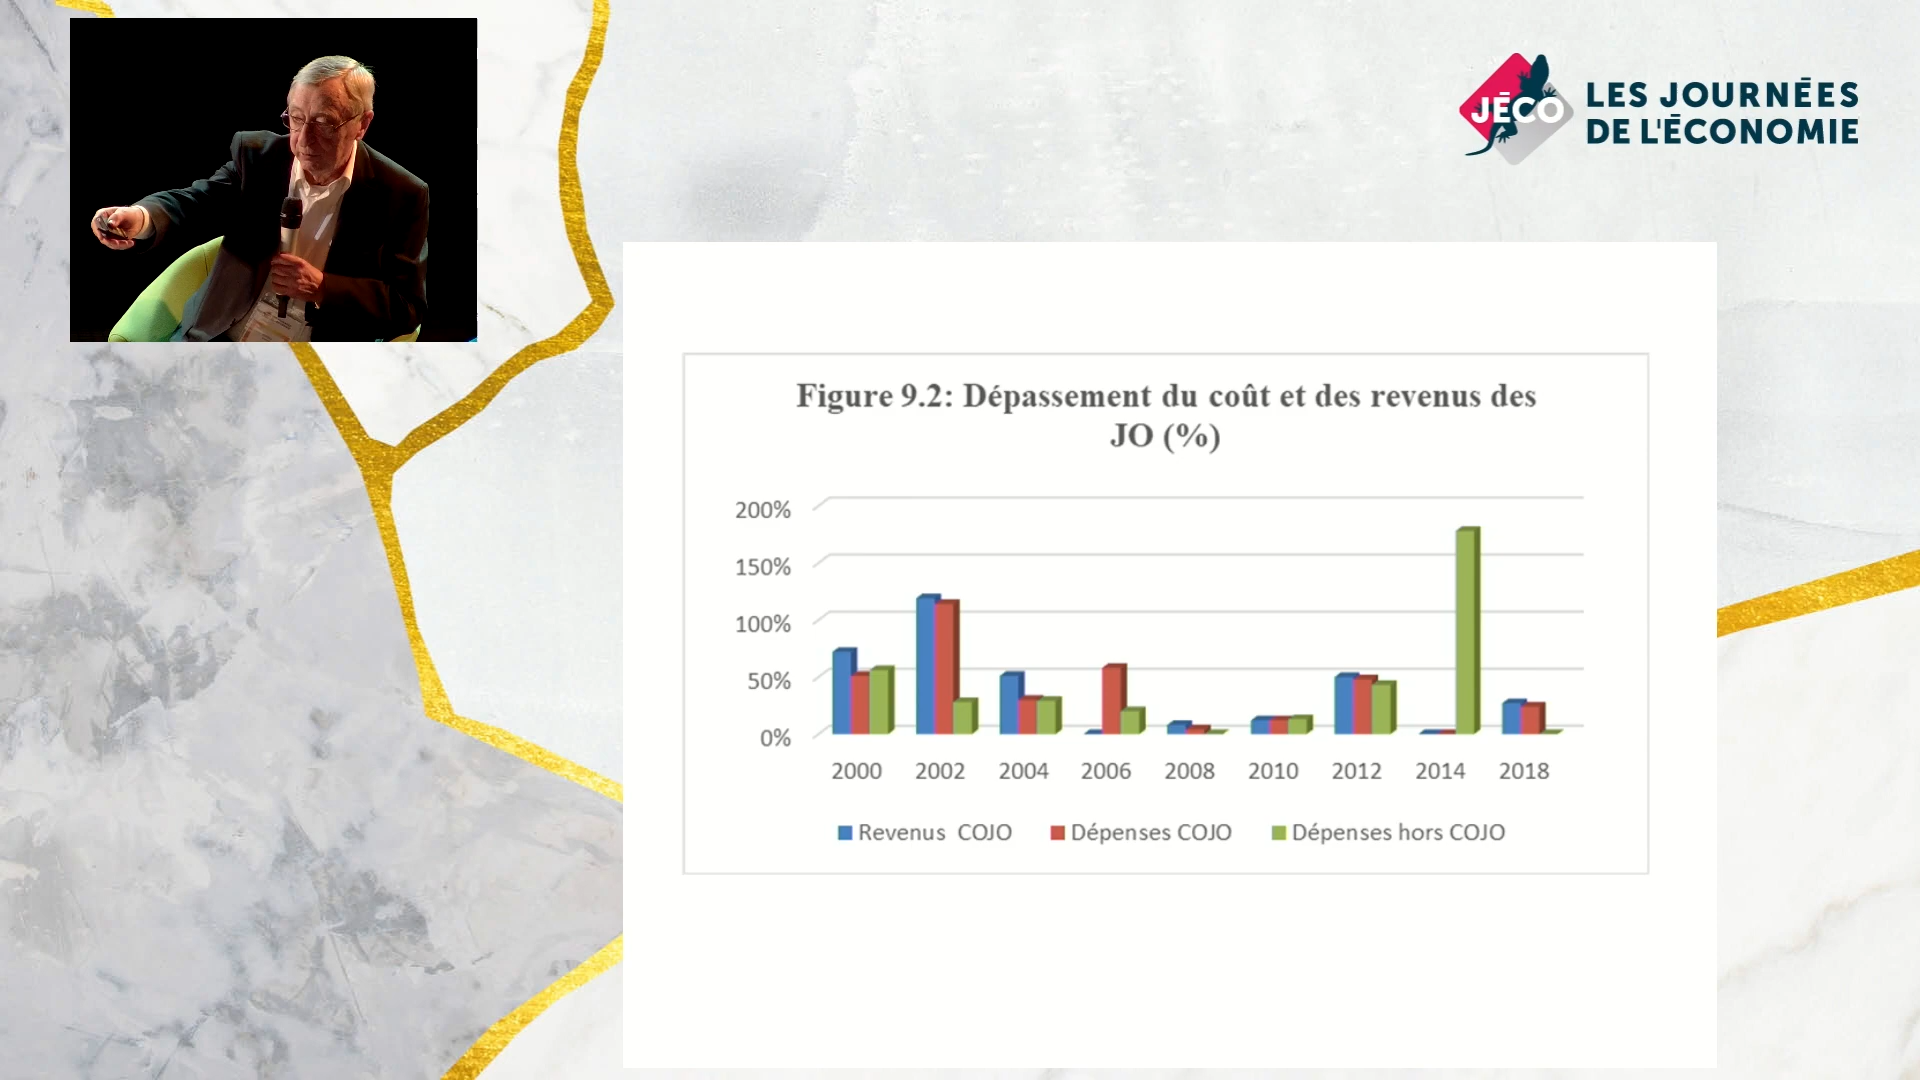 JÉCO
LES JOURNÉES
DE L'ÉCONOMIE
Figure 9.2: Dépassement du coût et des revenus des
JO (%)
200%
150%
100%
50%
0%
2000 2002 2004 2006 2008 2010 2012 2014 2018
Revenus COJO Dépenses COJO Dépenses hors COJO